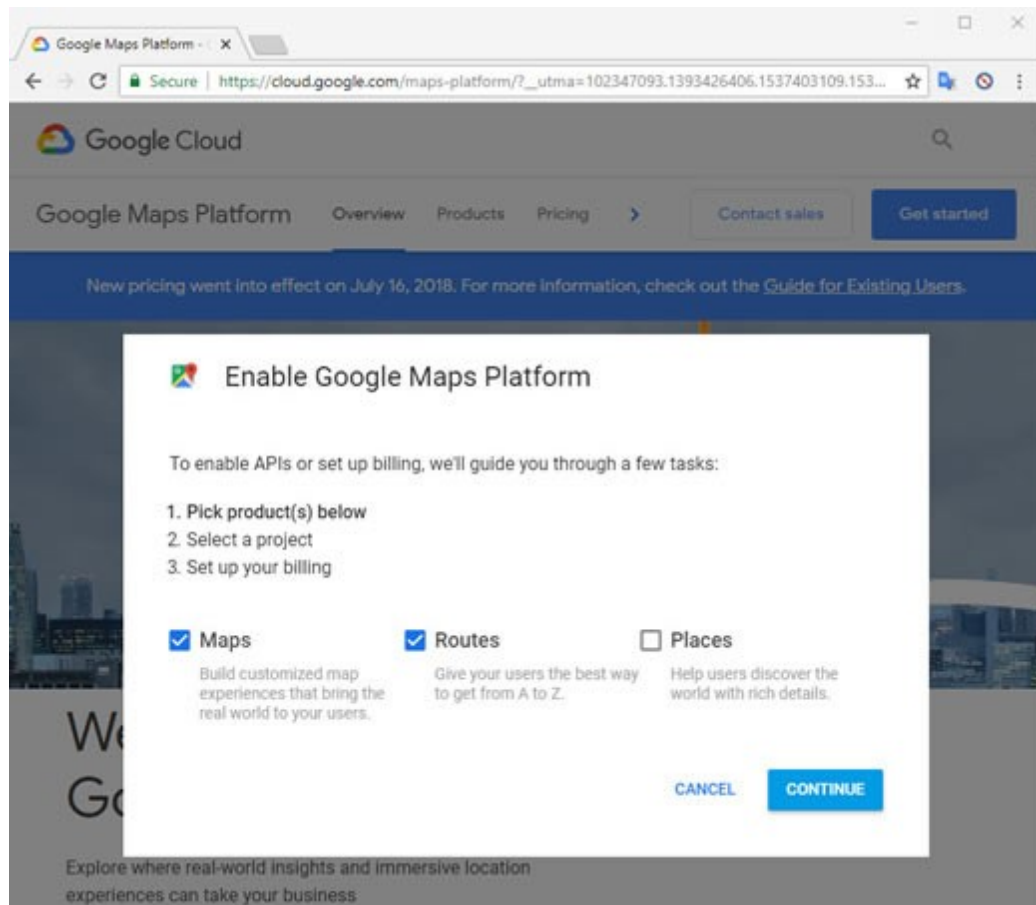 Google Maps Platform -
Secure | https://cloud.google.com/maps-platform/?__utma=102347093.1393426406.1537403109.153...
Google Cloud
Google Maps Platform Overview Products Pricing Contact sales Get started
New pricing went into effect on July 16, 2018. For more information, check out the Guide for Existing Users.
Enable Google Maps Platform
To enable APIs or set up billing, we'll guide you through a few tasks:
1. Pick product(s) below
2. Select a project
3. Set up your billing
Maps
Build customized map
experiences that bring the
real world to your users.
Routes
Give your users the best way
to get from A to Z.
Places
Help users discover the
world with rich details.
CANCEL CONTINUE
Explore where real-world insights and immersive location
experiences can take your business